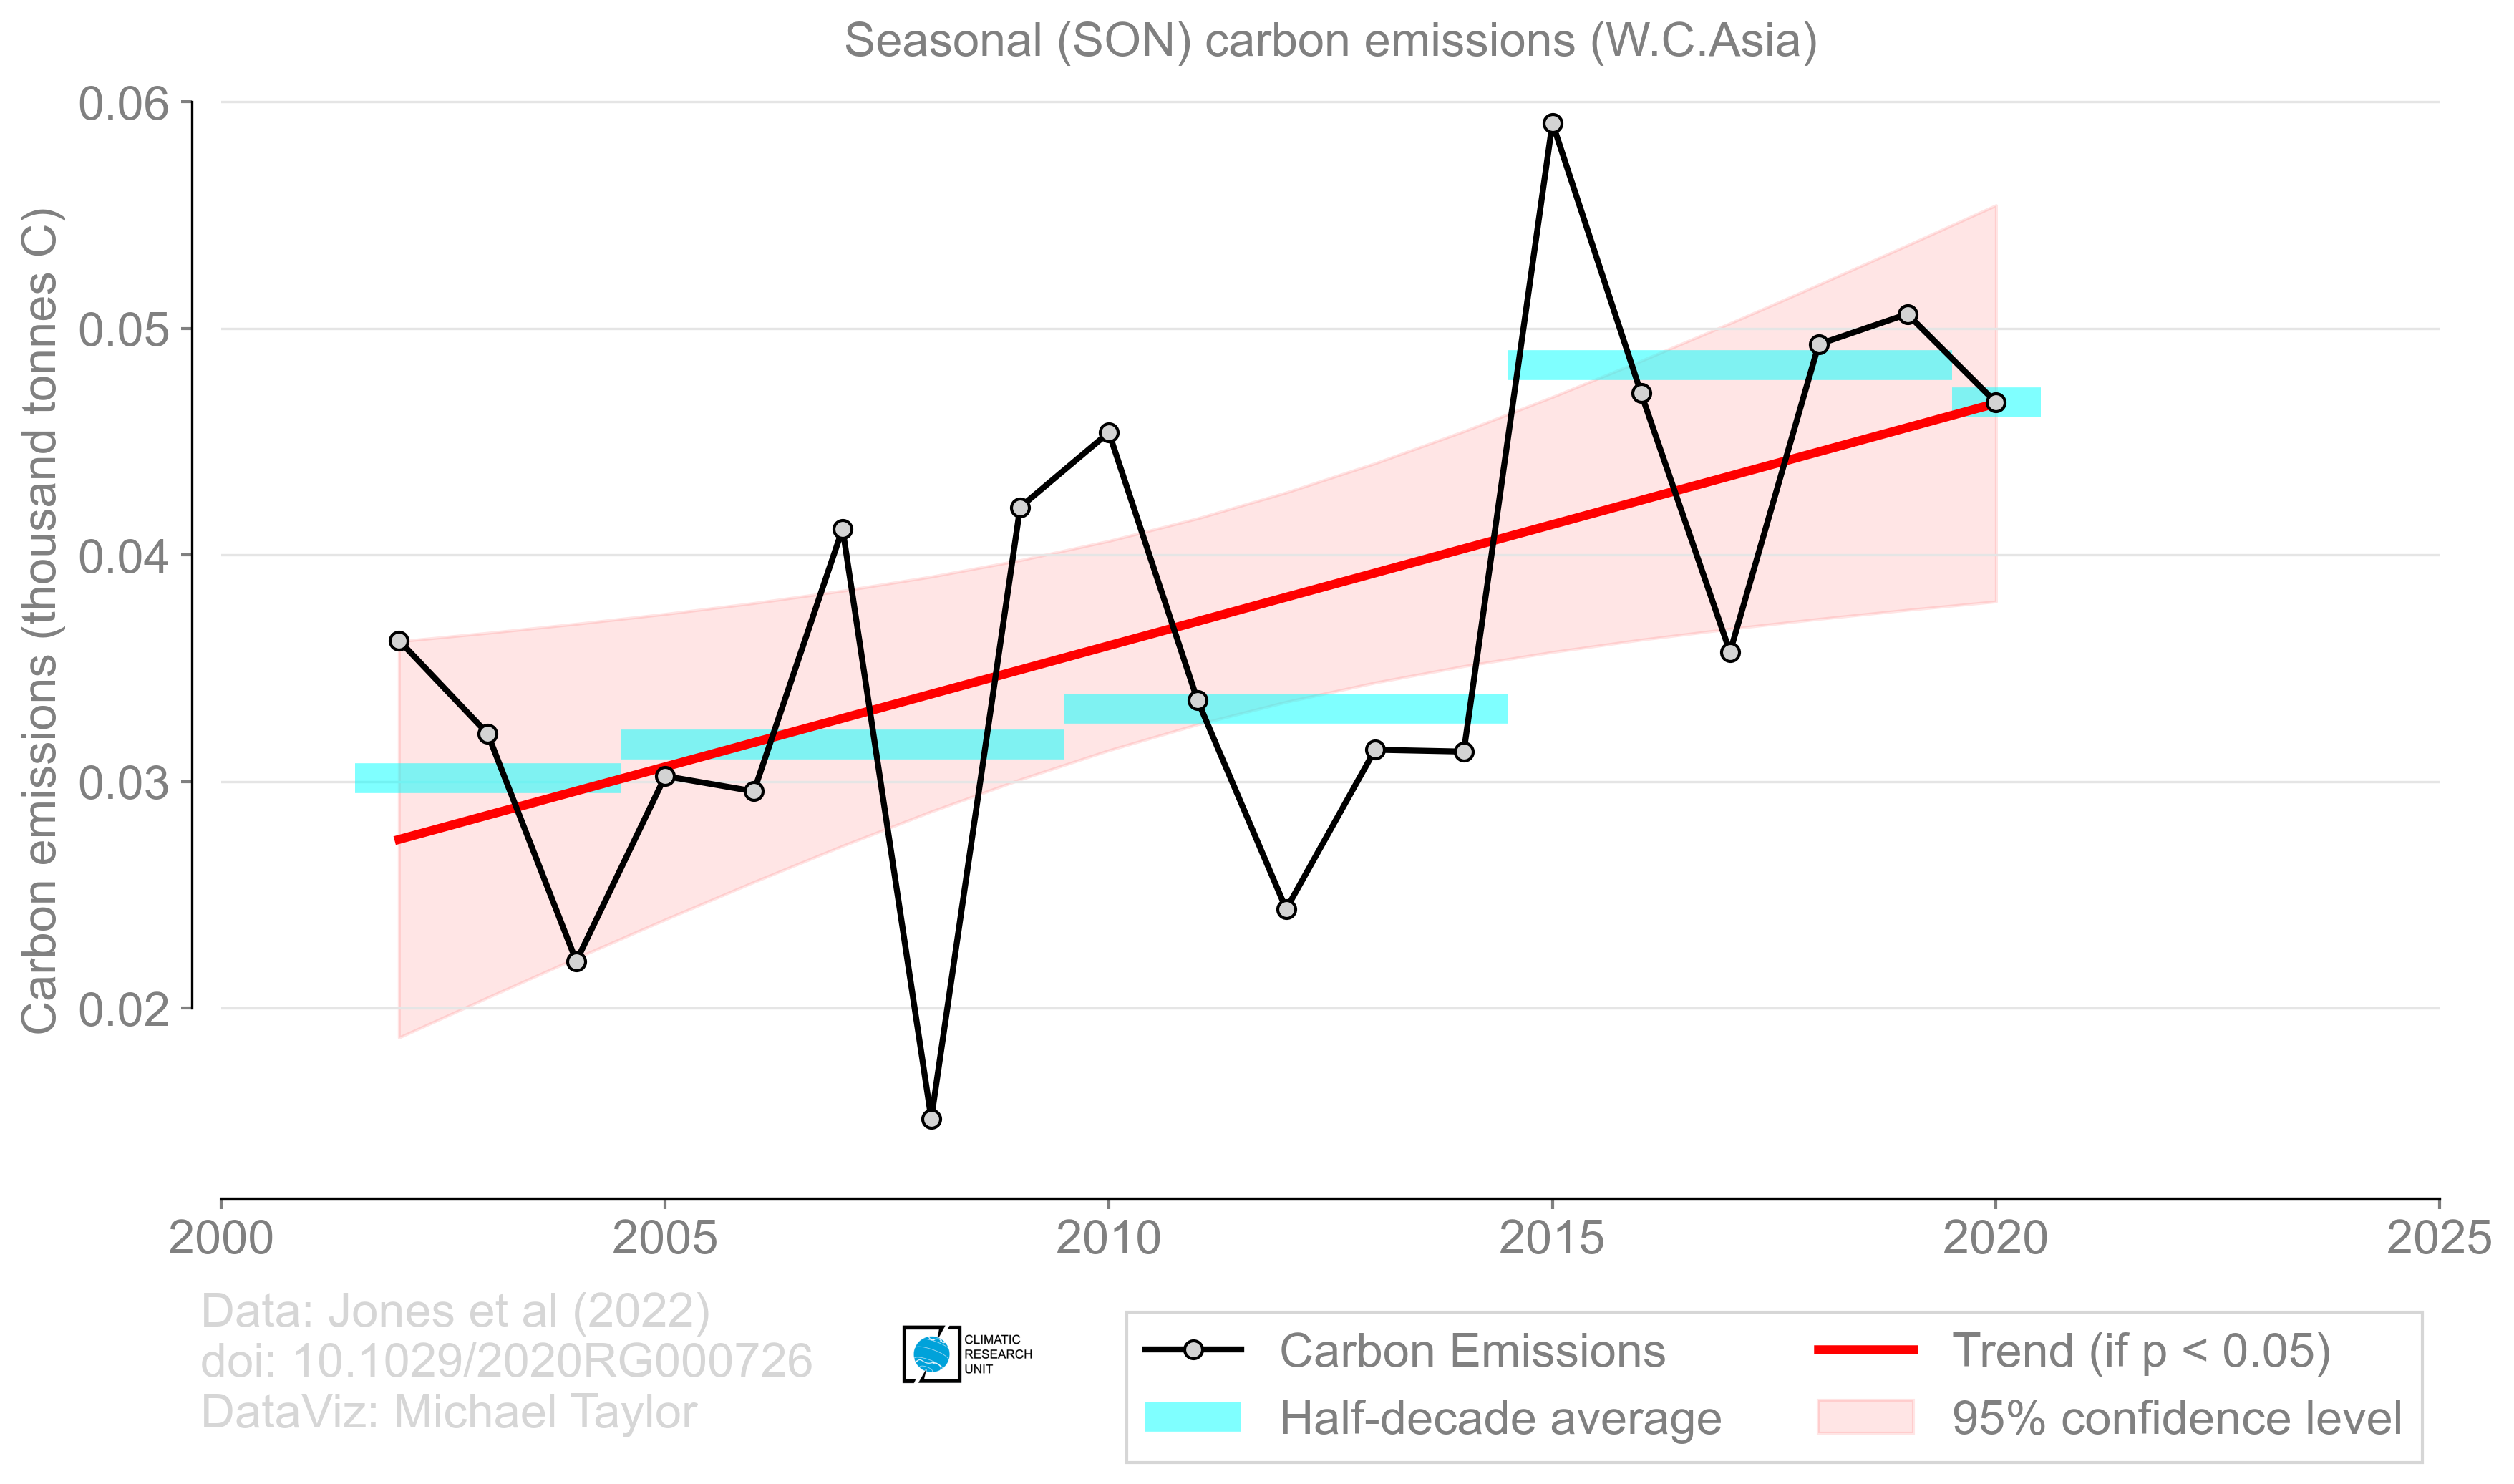 Seasonal (SON) carbon emissions (W.C.Asia)
Carbon emissions (thousand tonnes C)
0.06
0.05
0.04
0.03
0.02
2000 2005 2010 2015 2020 2025
Data: Jones et al (2022)
doi: 10.1029/2020RG000726
DataViz: Michael Taylor
CLIMATIC
RESEARCH
UNIT
Carbon Emissions
Half-decade average
Trend (if p < 0.05)
95% confidence level